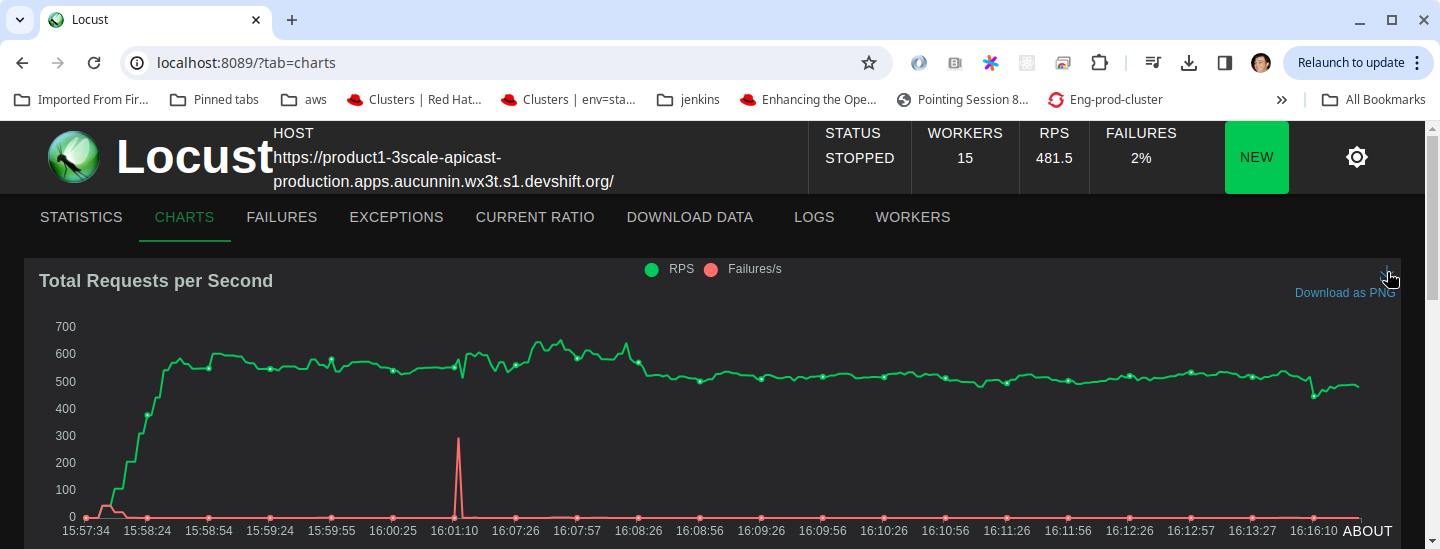 Locust
localhost:8089/?tab=charts
Relaunch to update
Imported From Fir...
Pinned tabs
aws
Clusters | Red Hat...
Clusters | env=sta...
jenkins
Enhancing the Ope...
Pointing Session 8...
Eng-prod-cluster
All Bookmarks
Locust
HOST
https://product1-3scale-apicast-
production.apps.aucunnin.wx3t.s1.devshift.org/
STATUS
STOPPED
WORKERS
15
RPS
481.5
FAILURES
2%
NEW
STATISTICS
CHARTS
FAILURES
EXCEPTIONS
CURRENT RATIO
DOWNLOAD DATA
LOGS
WORKERS
Total Requests per Second
RPS
Failures/s
Download as PNG
700
600
500
400
300
200
100
0
15:57:34
15:58:24
15:58:54
15:59:24
15:59:55
16:00:25
16:01:10
16:07:26
16:07:57
16:08:26
16:08:56
16:09:26
16:09:56
16:10:26
16:10:56
16:11:26
16:11:56
16:12:26
16:12:57
16:13:27
16:16:10
ABOUT